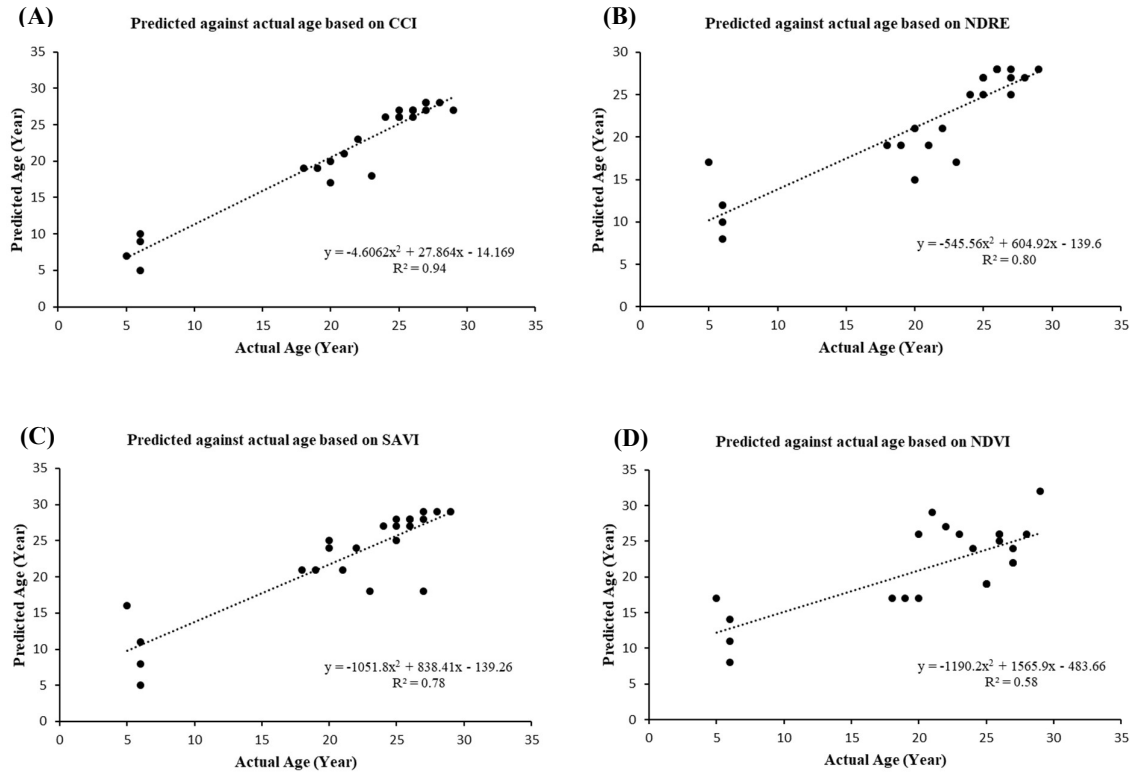 (A)
Predicted against actual age based on CCI
35
30
25
20
15
10
5
0
Predicted Age (Year)
y = -4.6062x² + 27.864x - 14.169
R² = 0.94
0 5 10 15 20 25 30 35
Actual Age (Year)
(B)
Predicted against actual age based on NDRE
30
25
20
15
10
5
0
Predicted Age (Year)
y = -545.56x² + 604.92x - 139.6
R² = 0.80
0 5 10 15 20 25 30 35
Actual Age (Year)
(C)
Predicted against actual age based on SAVI
35
30
25
20
15
10
5
0
Predicted Age (Year)
y = -1051.8x² + 838.41x - 139.26
R² = 0.78
0 5 10 15 20 25 30 35
Actual Age (Year)
(D)
Predicted against actual age based on NDVI
35
30
25
20
15
10
5
0
Predicted Age (Year)
y = -1190.2x² + 1565.9x - 483.66
R² = 0.58
0 5 10 15 20 25 30 35
Actual Age (Year)